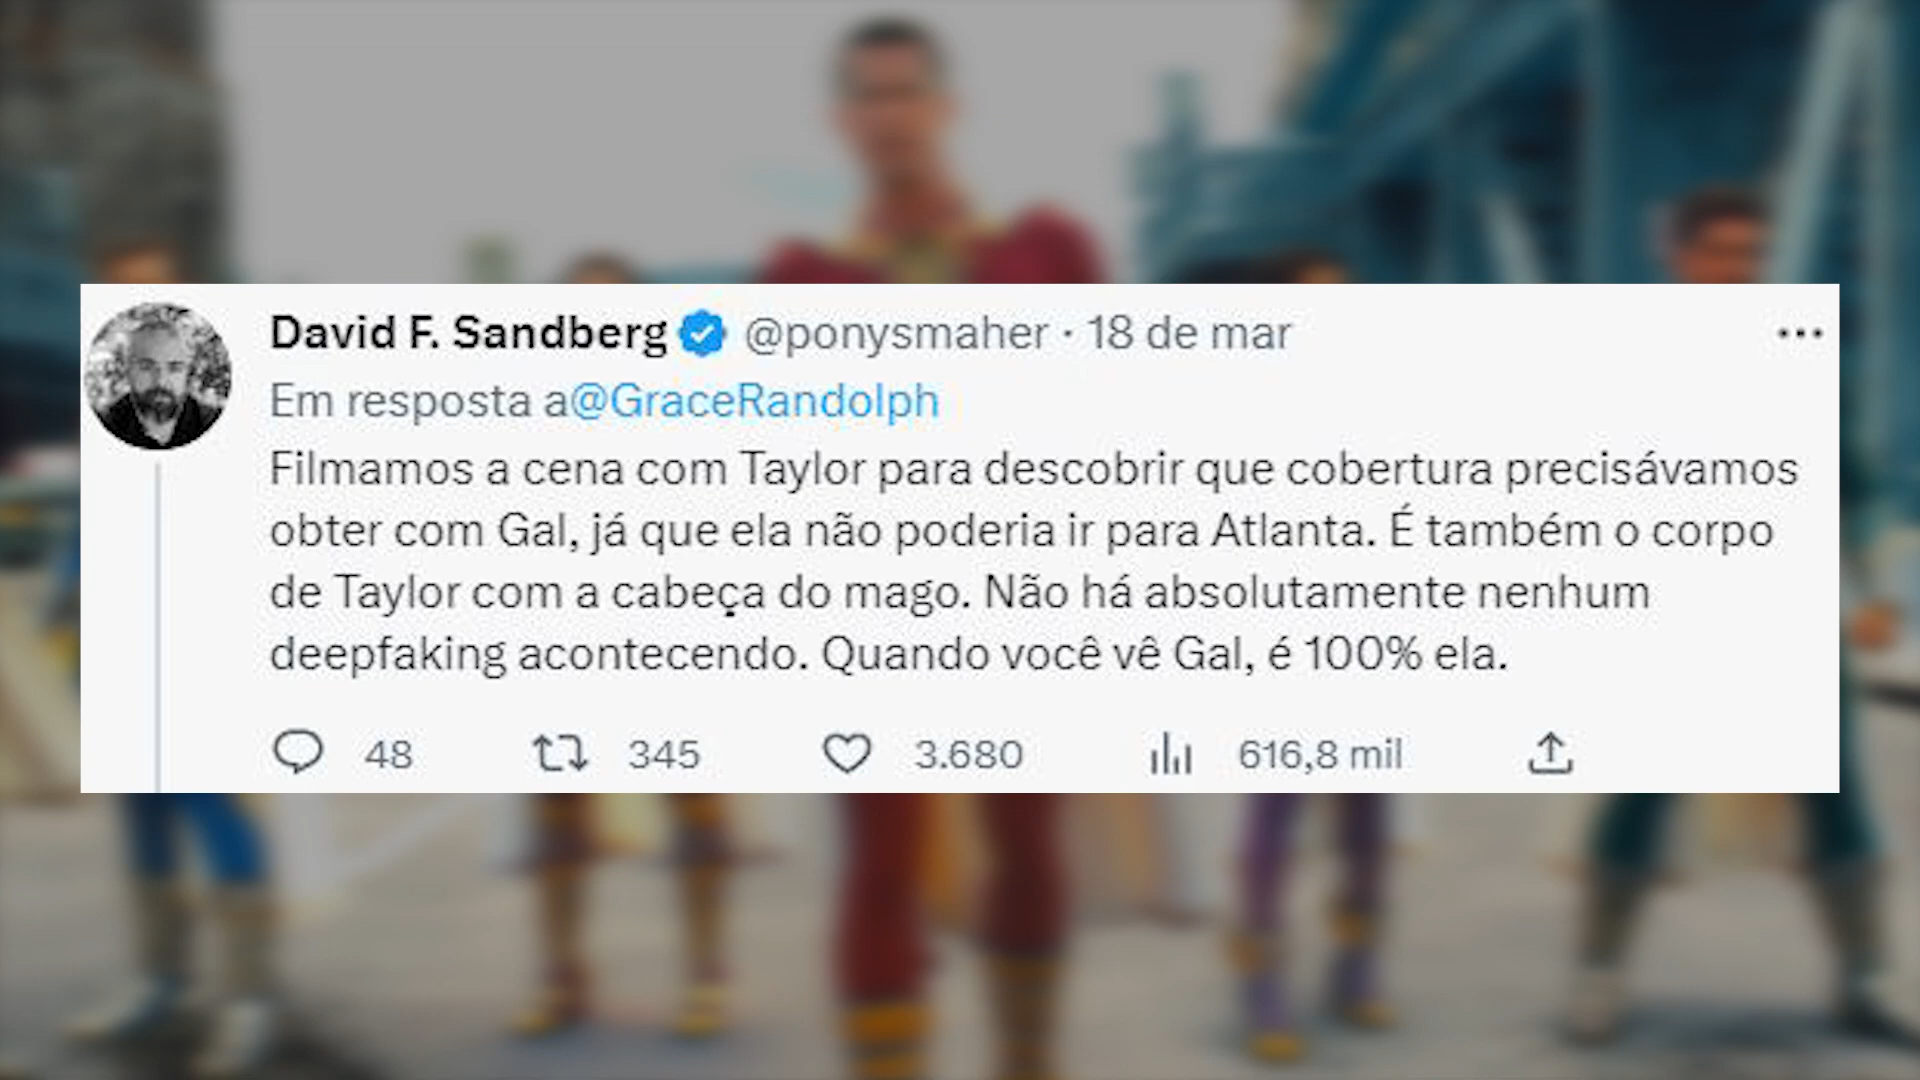 David F. Sandberg @ponysmaher · 18 de mar
Em resposta a@GraceRandolph
Filmamos a cena com Taylor para descobrir que cobertura precisávamos
obter com Gal, já que ela não poderia ir para Atlanta. É também o corpo
de Taylor com a cabeça do mago. Não há absolutamente nenhum
deepfaking acontecendo. Quando você vê Gal, é 100% ela.
48 345 3.680 616,8 mil